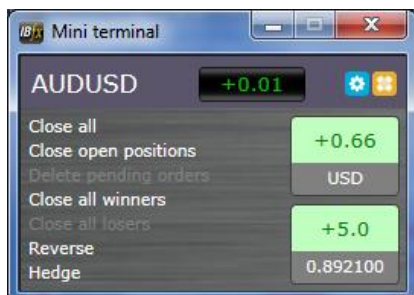 IBfx Mini terminal
AUDUSD +0.01
Close all
Close open positions
Delete pending orders
Close all winners
Close all losers
Reverse
Hedge
+0.66
USD
+5.0
0.892100